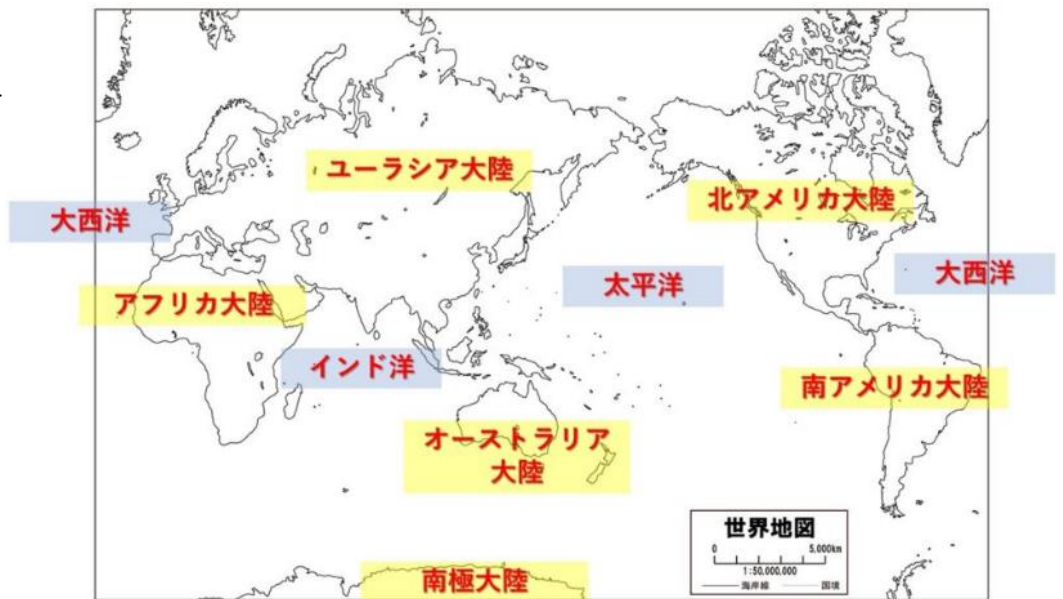 ユーラシア大陸
北アメリカ大陸
大西洋
太平洋
大西洋
アフリカ大陸
インド洋
南アメリカ大陸
オーストラリア
大陸
世界地図
0 5,000km
1:50,000,000
海岸線 国境
南極大陸